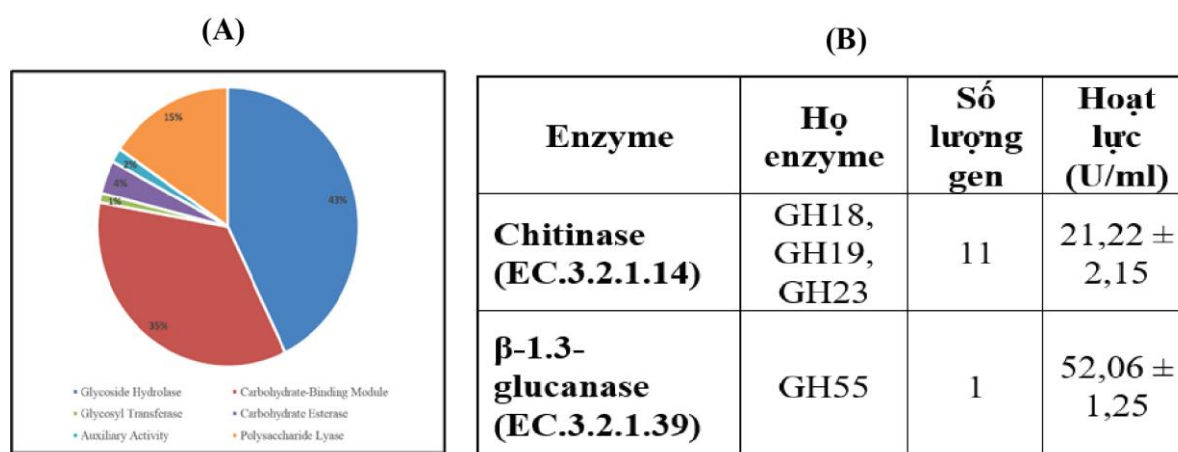 (A)
15%
2%
4%
1%
43%
35%
Glycoside Hydrolase
Carbohydrate-Binding Module
Glycosyl Transferase
Carbohydrate Esterase
Auxiliary Activity
Polysaccharide Lyase
(B)
Enzyme
Họ
enzyme
Số
lượng
gen
Hoạt
lực
(U/ml)
Chitinase
(EC.3.2.1.14)
GH18,
GH19,
GH23
11
21,22 ±
2,15
β-1.3-
glucanase
(EC.3.2.1.39)
GH55
1
52,06 ±
1,25